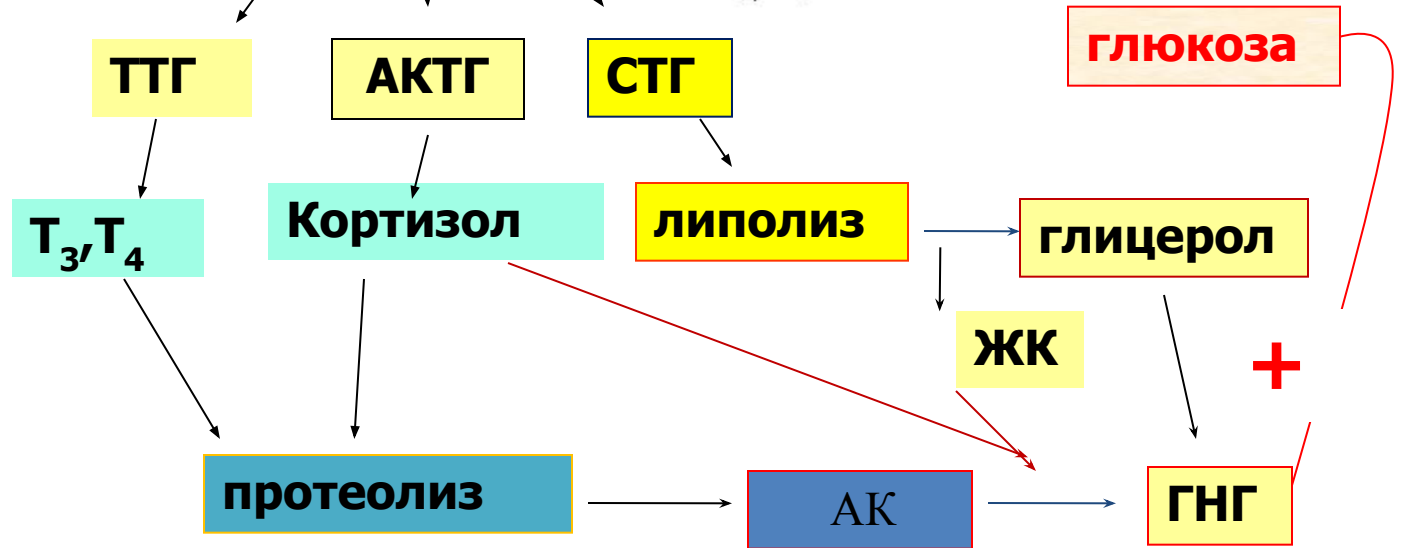 глюкоза
ТТГ
АКТГ
СТГ
Т3,Т4
Кортизол
липолиз
глицерол
ЖК
+
протеолиз
АК
ГНГ